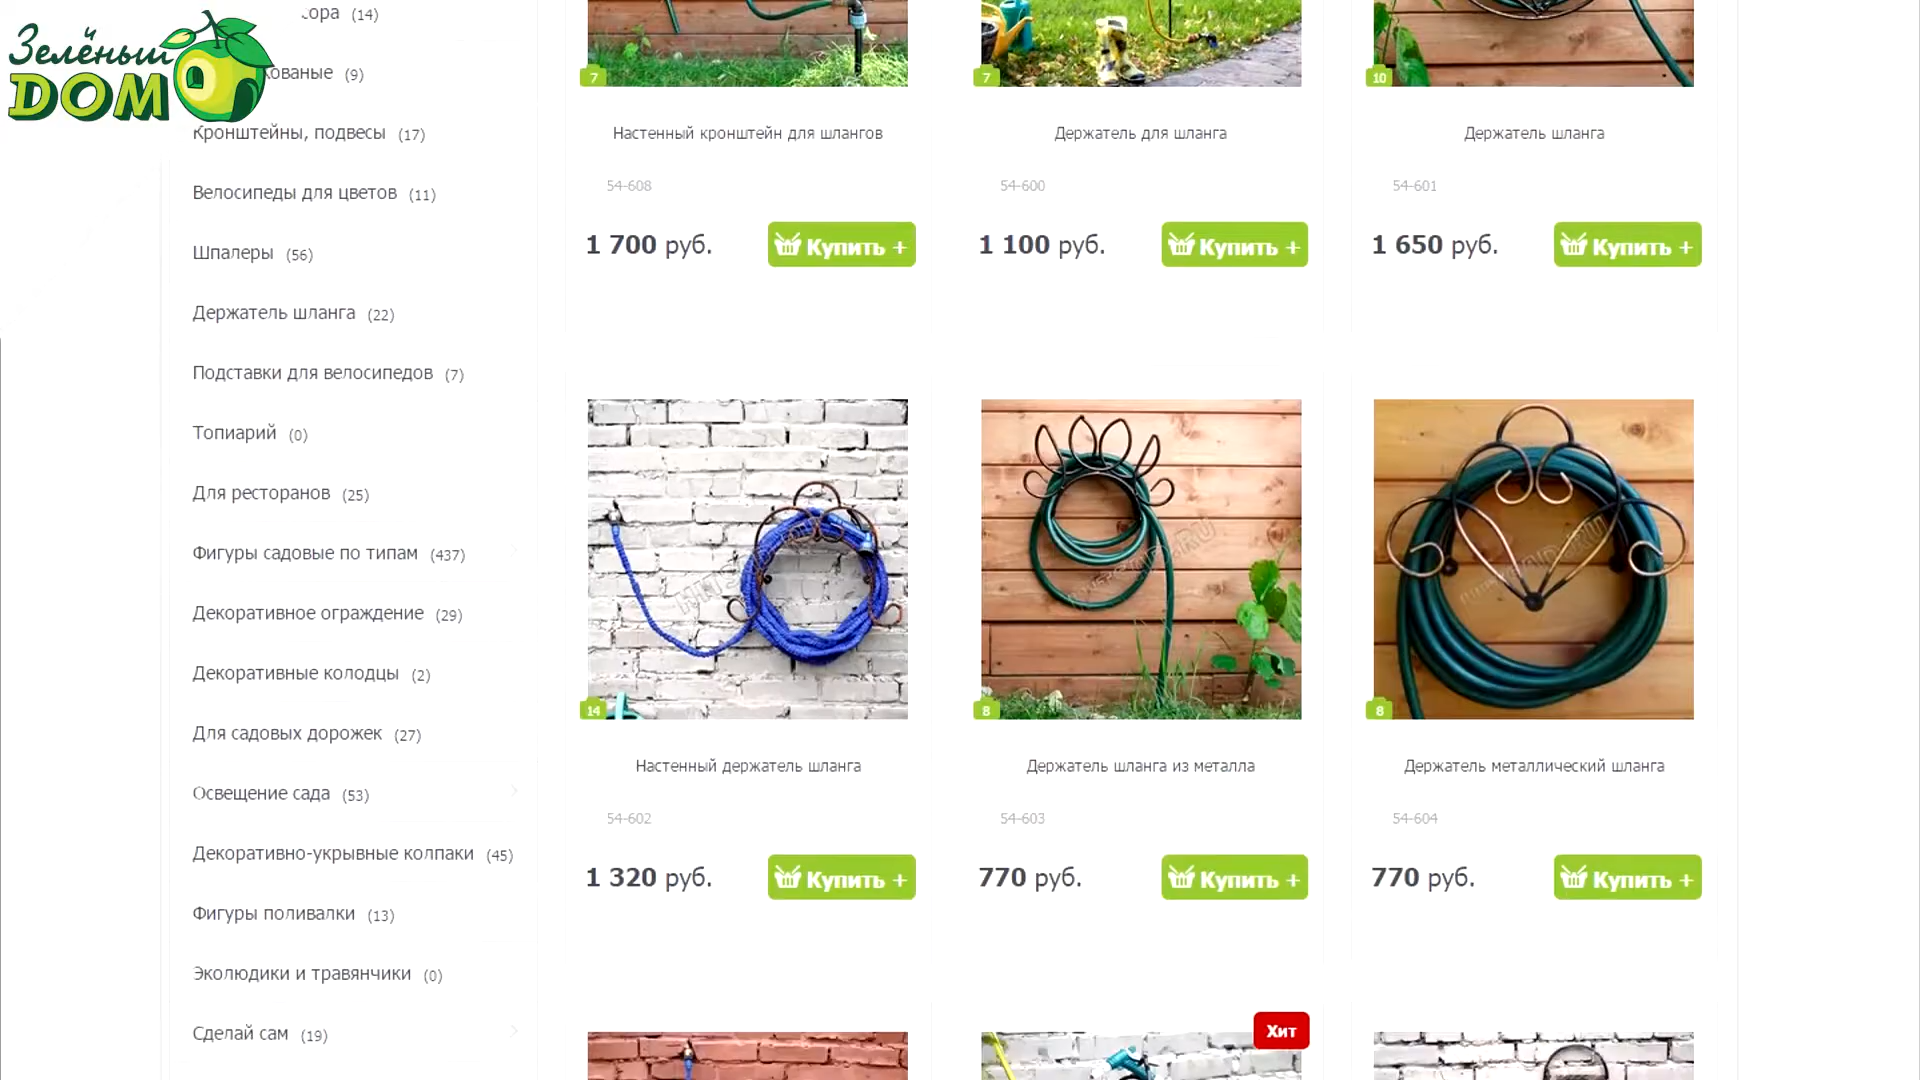 Зелёный
ДОМ
сора (14)
кованые (9)
Кронштейны, подвесы (17)
Велосипеды для цветов (11)
Шпалеры (56)
Держатель шланга (22)
Подставки для велосипедов (7)
Топиарий (0)
Для ресторанов (25)
Фигуры садовые по типам (437)
Декоративное ограждение (29)
Декоративные колодцы (2)
Для садовых дорожек (27)
Освещение сада (53)
Декоративно-укрывные колпаки (45)
Фигуры поливалки (13)
Эколюдики и травянчики (0)
Сделай сам (19)
7
Настенный кронштейн для шлангов
54-608
1 700 руб.
Купить +
7
Держатель для шланга
54-600
1 100 руб.
Купить +
10
Держатель шланга
54-601
1 650 руб.
Купить +
14
Настенный держатель шланга
54-602
1 320 руб.
Купить +
8
Держатель шланга из металла
54-603
770 руб.
Купить +
8
Держатель металлический шланга
54-604
770 руб.
Купить +
Хит